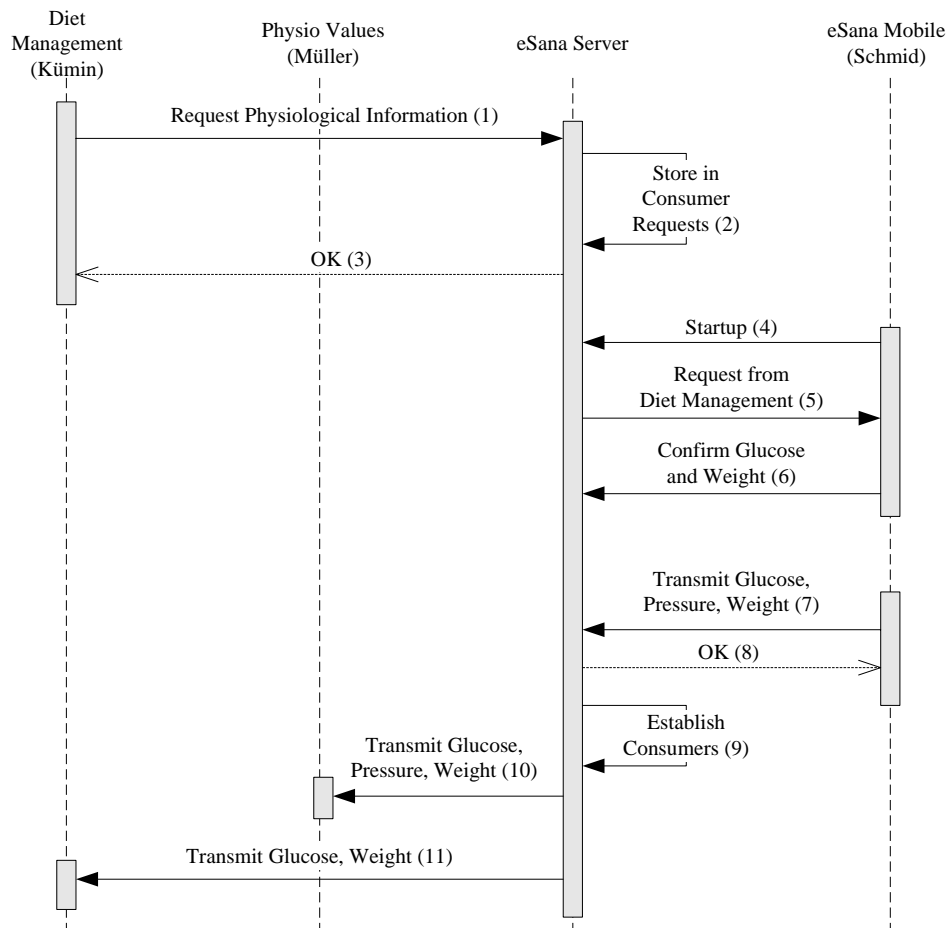 Diet
Management
(Kümin)
Physio Values
(Müller)
eSana Server
eSana Mobile
(Schmid)
Request Physiological Information (1)
Store in
Consumer
Requests (2)
OK (3)
Startup (4)
Request from
Diet Management (5)
Confirm Glucose
and Weight (6)
Transmit Glucose,
Pressure, Weight (7)
OK (8)
Establish
Consumers (9)
Transmit Glucose,
Pressure, Weight (10)
Transmit Glucose, Weight (11)